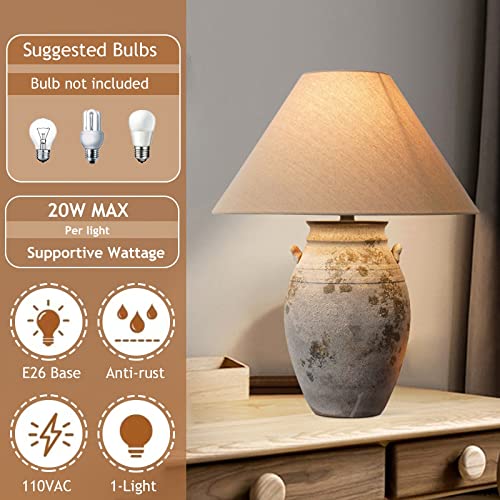 Suggested Bulbs
Bulb not included
20W MAX
Per light
Supportive Wattage
E26 Base
Anti-rust
110VAC
1-Light